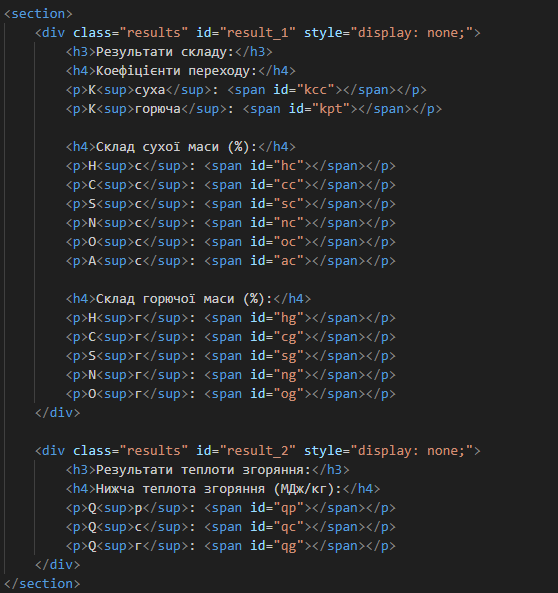 <section>
<div class="results" id="result_1" style="display: none;">
<h3>Результати складу:</h3>
<h4>Коефіцієнти переходу:</h4>
<p>K<sup>суха</sup>: <span id="kcc"></span></p>
<p>K<sup>горюча</sup>: <span id="kpt"></span></p>
<h4>Склад сухої маси (%):</h4>
<p>H<sup>с</sup>: <span id="hc"></span></p>
<p>C<sup>с</sup>: <span id="cc"></span></p>
<p>S<sup>с</sup>: <span id="sc"></span></p>
<p>N<sup>с</sup>: <span id="nc"></span></p>
<p>O<sup>с</sup>: <span id="oc"></span></p>
<p>A<sup>с</sup>: <span id="ac"></span></p>
<h4>Склад горючої маси (%):</h4>
<p>H<sup>г</sup>: <span id="hg"></span></p>
<p>C<sup>г</sup>: <span id="cg"></span></p>
<p>S<sup>г</sup>: <span id="sg"></span></p>
<p>N<sup>г</sup>: <span id="ng"></span></p>
<p>O<sup>г</sup>: <span id="og"></span></p>
</div>
<div class="results" id="result_2" style="display: none;">
<h3>Результати теплоти згоряння:</h3>
<h4>Нижча теплота згоряння (МДж/кг):</h4>
<p>Q<sup>р</sup>: <span id="qp"></span></p>
<p>Q<sup>с</sup>: <span id="qc"></span></p>
<p>Q<sup>г</sup>: <span id="qg"></span></p>
</div>
</section>